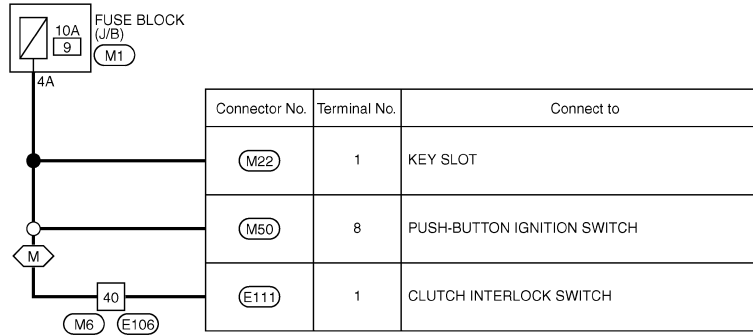 FUSE BLOCK
(J/B)
10A
9
M1
4A
Connector No. Terminal No. Connect to
M22 1 KEY SLOT
M50 8 PUSH-BUTTON IGNITION SWITCH
M
40 E111 1 CLUTCH INTERLOCK SWITCH
M6 E106